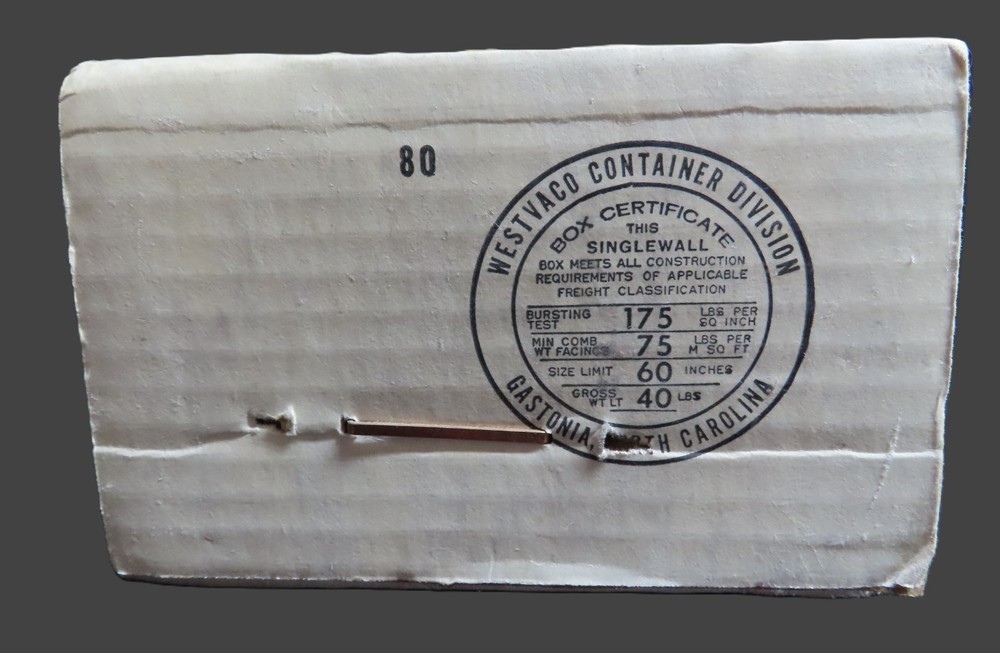 80
WESTVACO CONTAINER DIVISION
BOX CERTIFICATE
THIS
SINGLEWALL
BOX MEETS ALL CONSTRUCTION
REQUIREMENTS OF APPLICABLE
FREIGHT CLASSIFICATION
BURSTING TEST 175 LBS PER SQ INCH
MIN COMB WT FACINGS 75 LBS PER M SQ FT
SIZE LIMIT 60 INCHES
GROSS WT LT 40 LBS
GASTONIA, NORTH CAROLINA